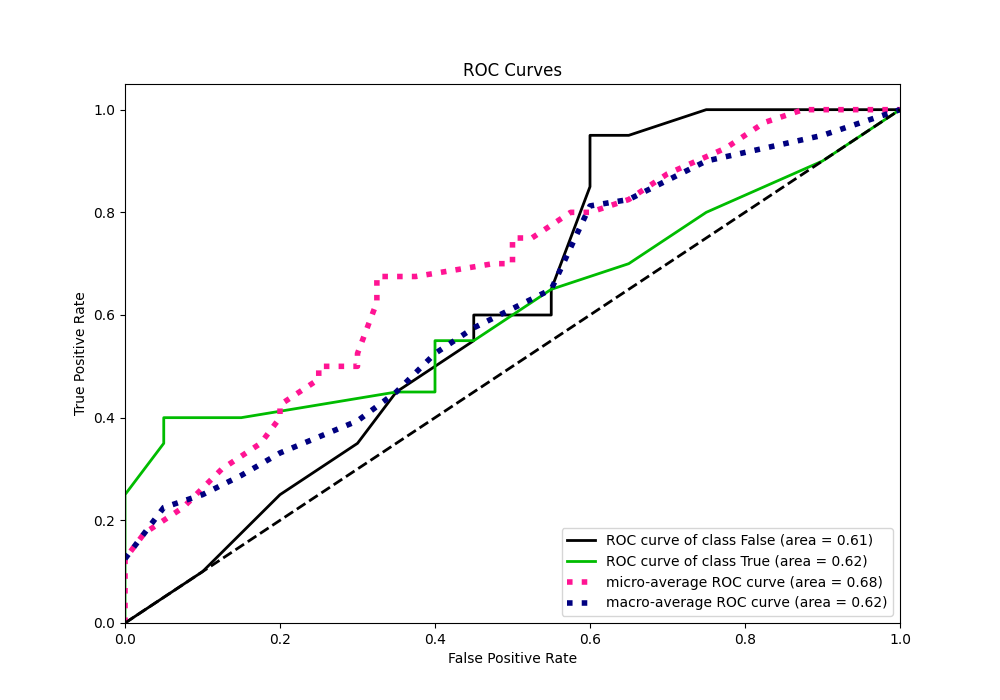 ROC Curves
1.0
0.8
0.6
0.4
0.2
0.0
True Positive Rate
0.0 0.2 0.4 0.6 0.8 1.0
False Positive Rate
ROC curve of class False (area = 0.61)
ROC curve of class True (area = 0.62)
micro-average ROC curve (area = 0.68)
macro-average ROC curve (area = 0.62)